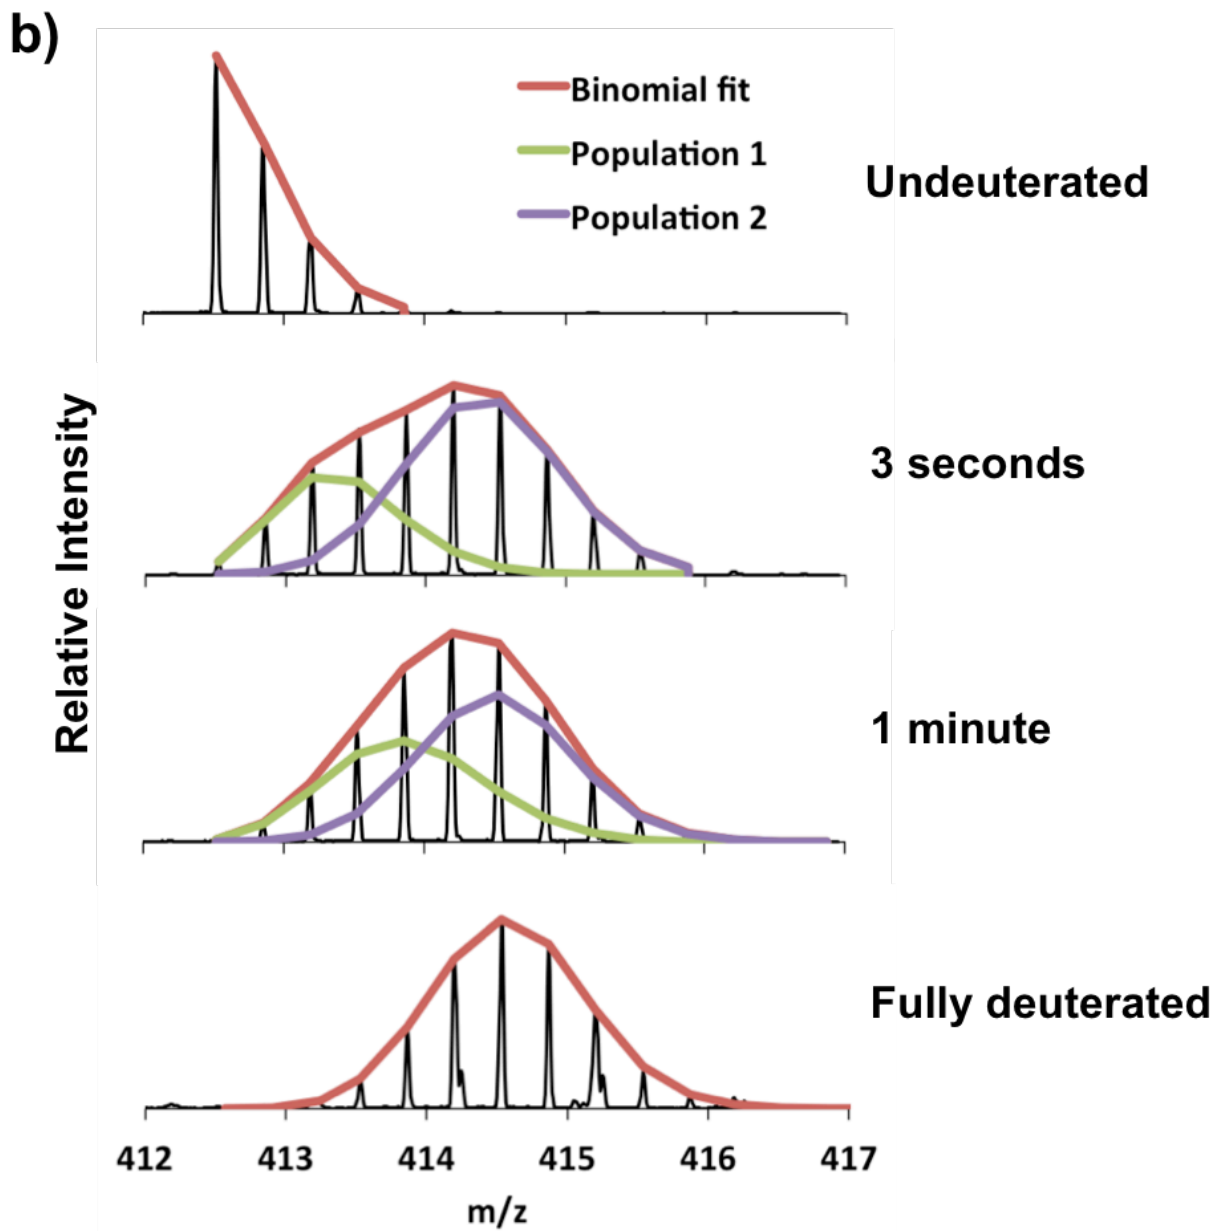 b)
Binomial fit
Population 1
Population 2
Undeuterated
Relative Intensity
3 seconds
1 minute
Fully deuterated
412 413 414 415 416 417
m/z